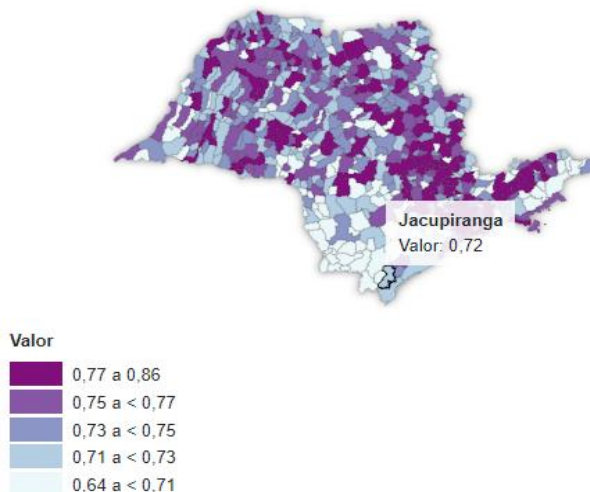 Jacupiranga
Valor: 0,72
Valor
0,77 a 0,86
0,75 a < 0,77
0,73 a < 0,75
0,71 a < 0,73
0,64 a < 0,71